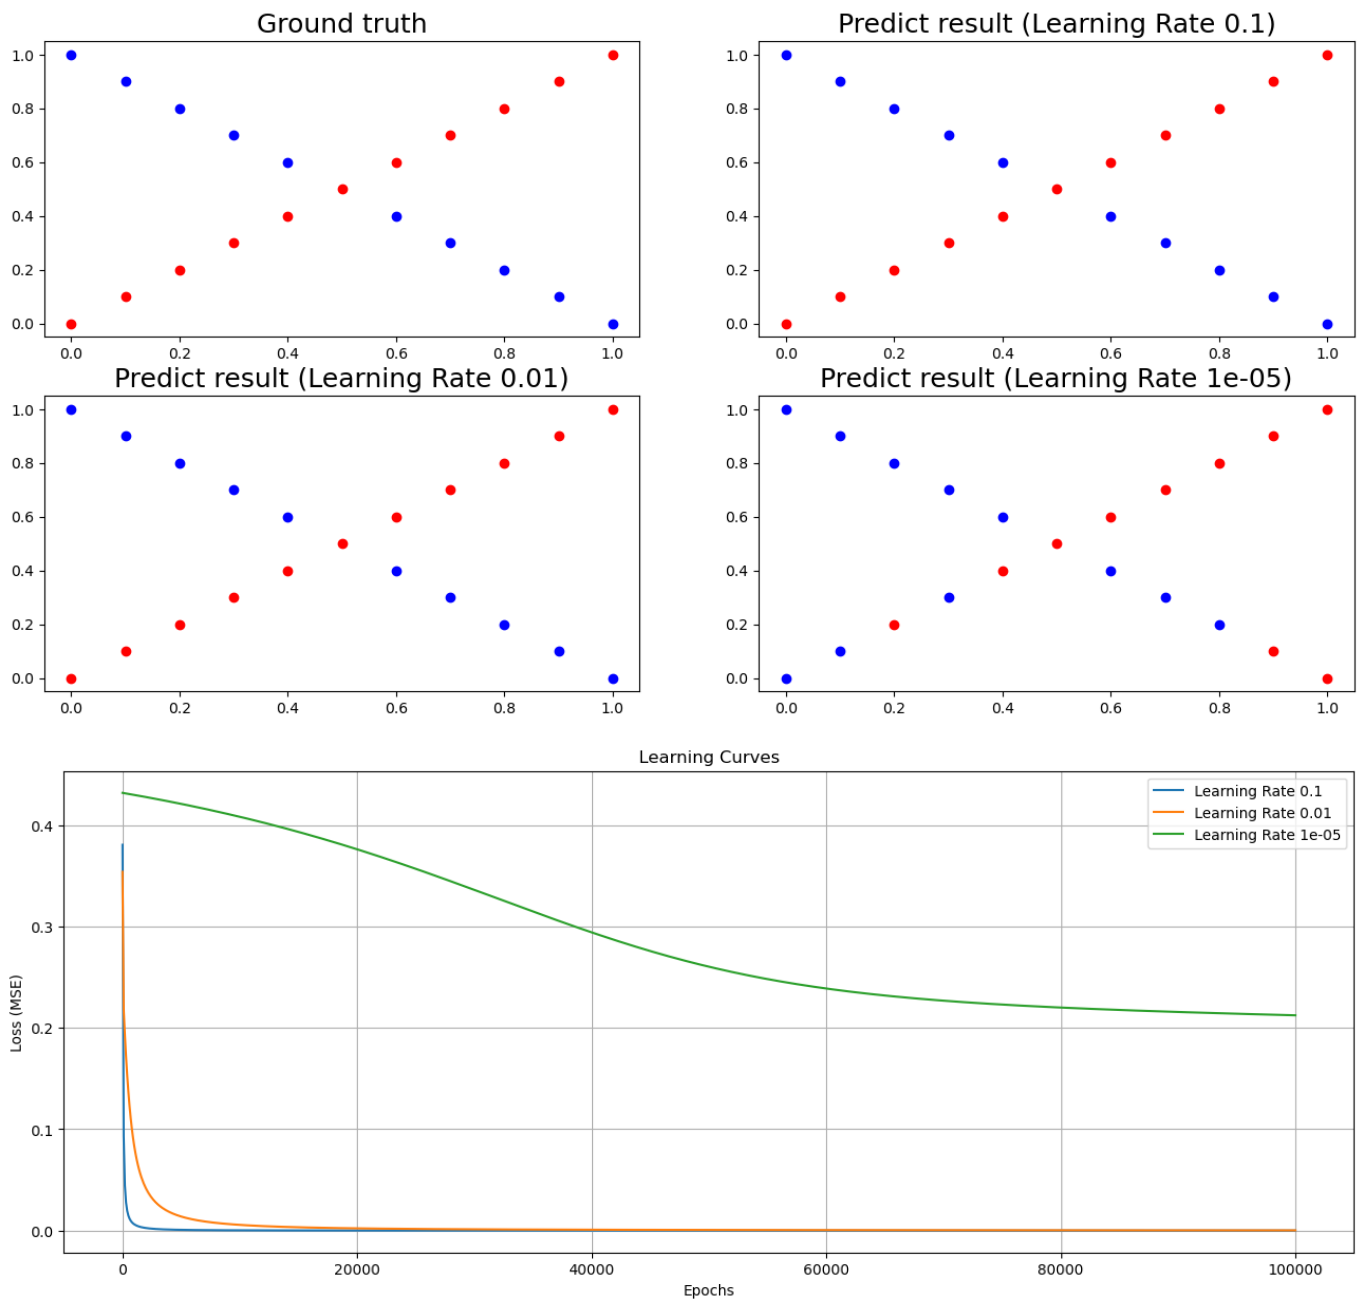 Ground truth
Predict result (Learning Rate 0.1)
1.0
0.8
0.6
0.4
0.2
0.0
0.0 0.2 0.4 0.6 0.8 1.0
1.0
0.8
0.6
0.4
0.2
0.0
0.0 0.2 0.4 0.6 0.8 1.0
Predict result (Learning Rate 0.01)
Predict result (Learning Rate 1e-05)
1.0
0.8
0.6
0.4
0.2
0.0
0.0 0.2 0.4 0.6 0.8 1.0
1.0
0.8
0.6
0.4
0.2
0.0
0.0 0.2 0.4 0.6 0.8 1.0
Learning Curves
Learning Rate 0.1
Learning Rate 0.01
Learning Rate 1e-05
Loss (MSE)
0.4
0.3
0.2
0.1
0.0
0 20000 40000 60000 80000 100000
Epochs